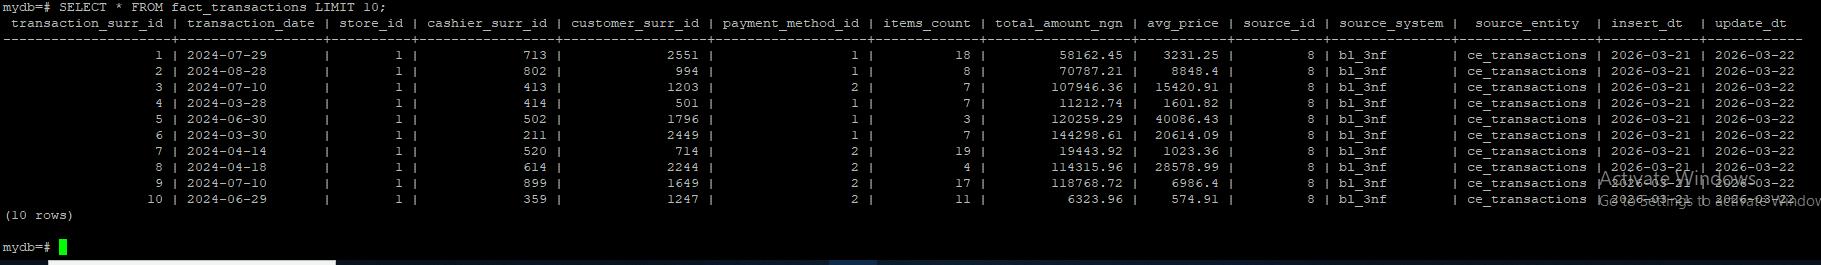 mydb=# SELECT * FROM fact_transactions LIMIT 10;
 transaction_surr_id | transaction_date | store_id | cashier_surr_id | customer_surr_id | payment_method_id | items_count | total_amount_ngn | avg_price | source_id | source_system | source_entity | insert_dt | update_dt
---------------------+------------------+----------+-----------------+------------------+-------------------+-------------+------------------+-----------+-----------+---------------+-----------------+------------+------------
                   1 | 2024-07-29       |        1 |             713 |             2551 |                 1 |          18 |         58162.45 |   3231.25 |         8 | bl_3nf        | ce_transactions | 2026-03-21 | 2026-03-22
                   2 | 2024-08-28       |        1 |             802 |              994 |                 1 |           8 |         70787.21 |    8848.4 |         8 | bl_3nf        | ce_transactions | 2026-03-21 | 2026-03-22
                   3 | 2024-07-10       |        1 |             413 |             1203 |                 2 |           7 |        107946.36 |  15420.91 |         8 | bl_3nf        | ce_transactions | 2026-03-21 | 2026-03-22
                   4 | 2024-03-28       |        1 |             414 |              501 |                 1 |           7 |         11212.74 |   1601.82 |         8 | bl_3nf        | ce_transactions | 2026-03-21 | 2026-03-22
                   5 | 2024-06-30       |        1 |             502 |             1796 |                 1 |           3 |        120259.29 |  40086.43 |         8 | bl_3nf        | ce_transactions | 2026-03-21 | 2026-03-22
                   6 | 2024-03-30       |        1 |             211 |             2449 |                 1 |           7 |        144298.61 |  20614.09 |         8 | bl_3nf        | ce_transactions | 2026-03-21 | 2026-03-22
                   7 | 2024-04-14       |        1 |             520 |              714 |                 2 |          19 |         19443.92 |   1023.36 |         8 | bl_3nf        | ce_transactions | 2026-03-21 | 2026-03-22
                   8 | 2024-04-18       |        1 |             614 |             2244 |                 2 |           4 |        114315.96 |  28578.99 |         8 | bl_3nf        | ce_transactions | 2026-03-21 | 2026-03-22
                   9 | 2024-07-10       |        1 |             899 |             1649 |                 2 |          17 |        118768.72 |    6986.4 |         8 | bl_3nf        | ce_transactions | 2026-03-21 | 2026-03-22
                  10 | 2024-06-29       |        1 |             359 |             1247 |                 2 |          11 |          6323.96 |    574.91 |         8 | bl_3nf        | ce_transactions | 2026-03-21 | 2026-03-22
(10 rows)
mydb=#
Activate Windows
Go to Settings to activate Window